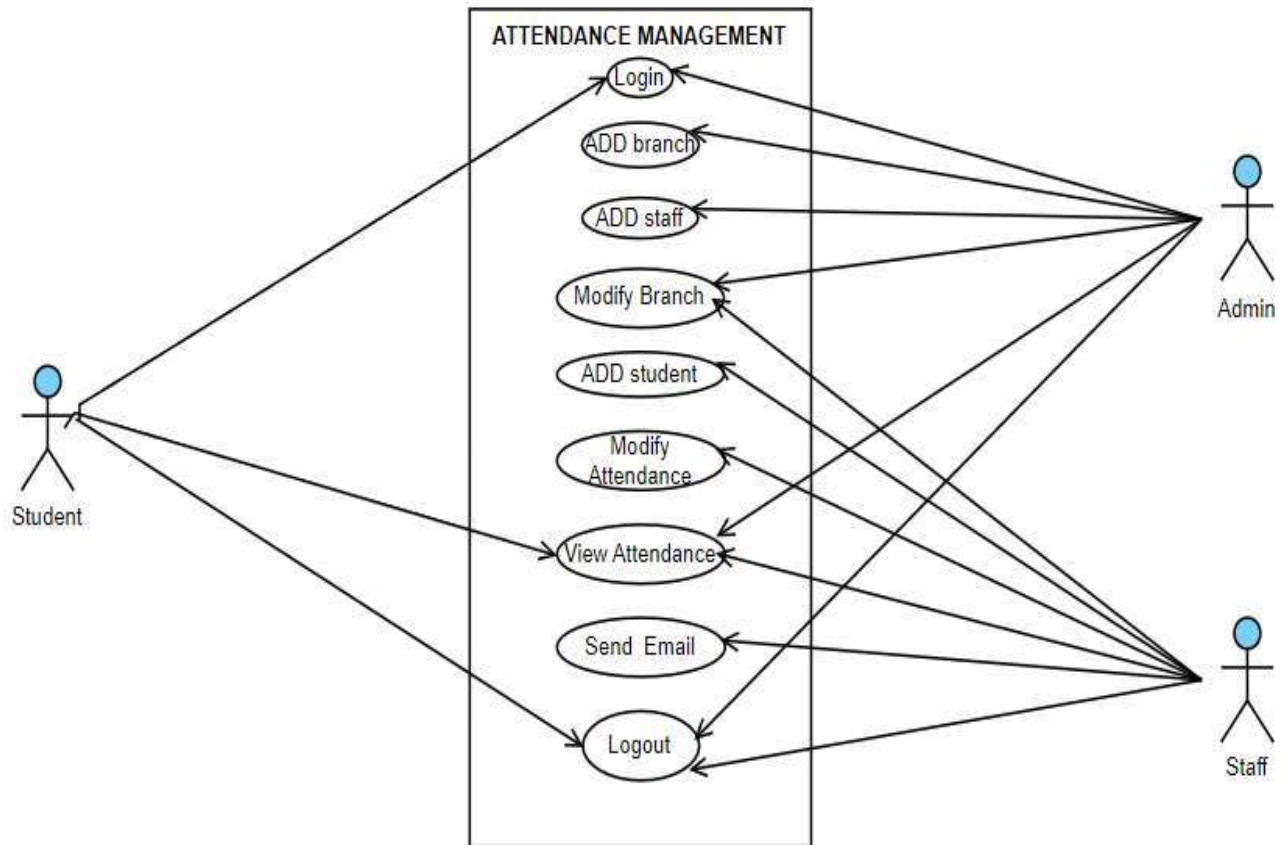 ATTENDANCE MANAGEMENT
Login
ADD branch
ADD staff
Modify Branch
ADD student
Modify
Attendance
View Attendance
Send Email
Logout
Student
Admin
Staff